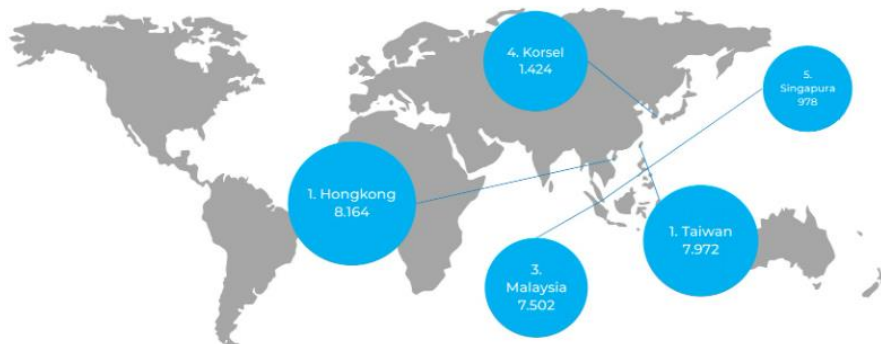 4. Korsel
1.424
5.
Singapura
978
1. Hongkong
8.164
1. Taiwan
7.972
3.
Malaysia
7.502